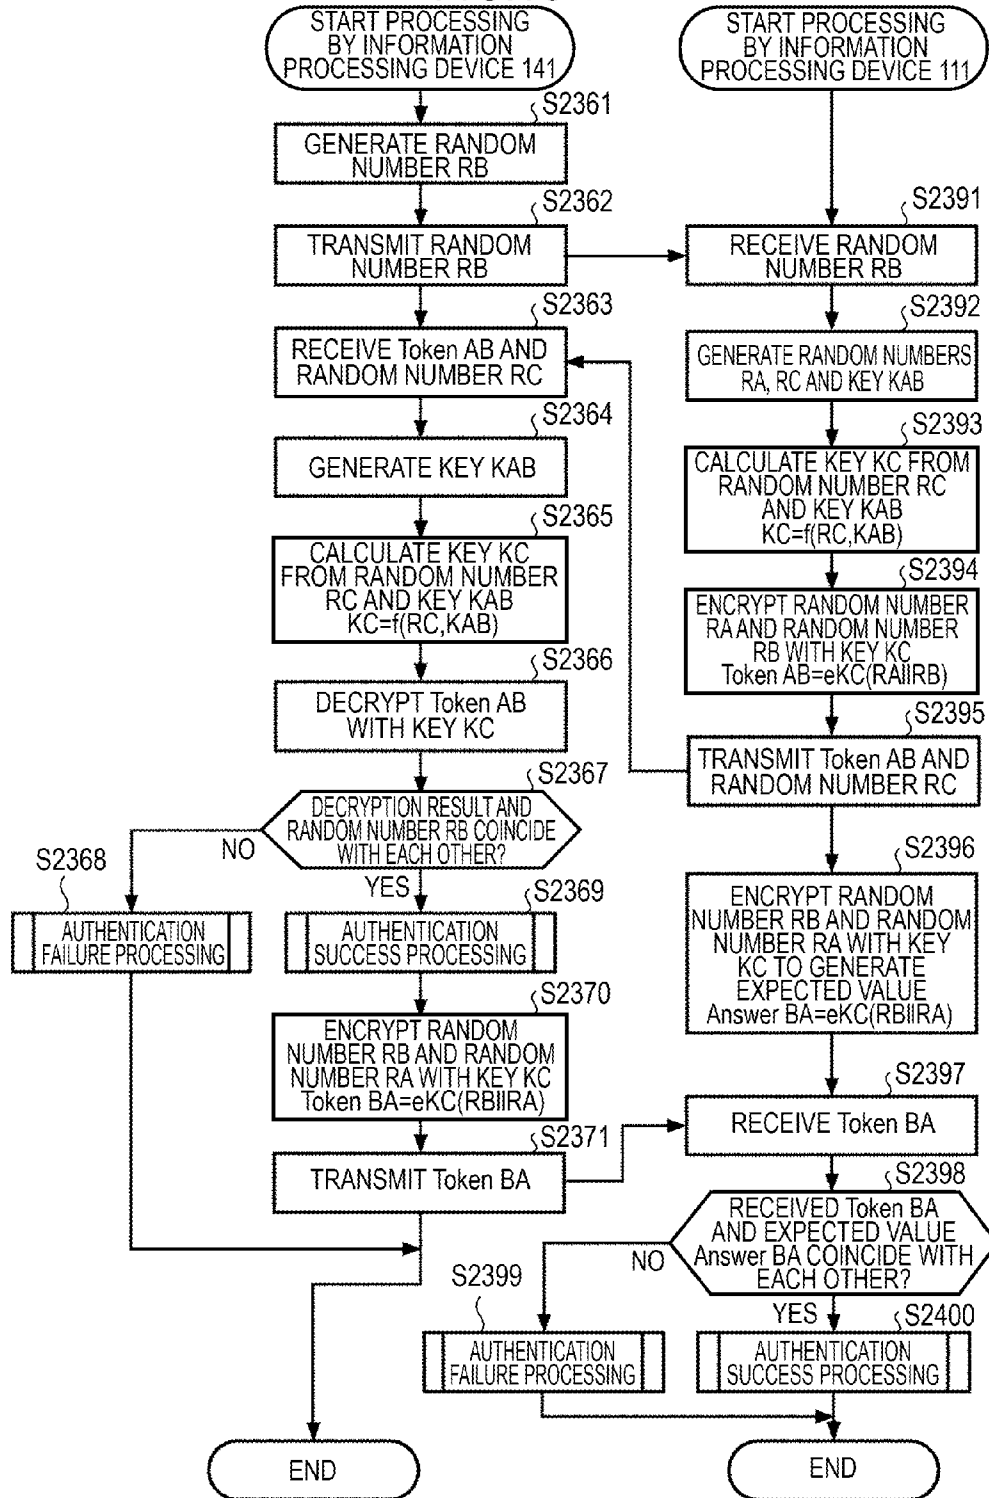 START PROCESSING
BY INFORMATION
PROCESSING DEVICE 141
S2361
GENERATE RANDOM
NUMBER RB
S2362
TRANSMIT RANDOM
NUMBER RB
S2363
RECEIVE Token AB AND
RANDOM NUMBER RC
S2364
GENERATE KEY KAB
S2365
CALCULATE KEY KC
FROM RANDOM NUMBER
RC AND KEY KAB
KC=f(RC,KAB)
S2366
DECRYPT Token AB
WITH KEY KC
S2367
DECRYPTION RESULT AND
RANDOM NUMBER RB COINCIDE
WITH EACH OTHER?
NO
YES
S2368
AUTHENTICATION
FAILURE PROCESSING
S2369
AUTHENTICATION
SUCCESS PROCESSING
S2370
ENCRYPT RANDOM
NUMBER RB AND RANDOM
NUMBER RA WITH KEY KC
Token BA=eKC(RBIIRA)
S2371
TRANSMIT Token BA
END
START PROCESSING
BY INFORMATION
PROCESSING DEVICE 111
S2391
RECEIVE RANDOM
NUMBER RB
S2392
GENERATE RANDOM NUMBERS
RA, RC AND KEY KAB
S2393
CALCULATE KEY KC FROM
RANDOM NUMBER RC
AND KEY KAB
KC=f(RC,KAB)
S2394
ENCRYPT RANDOM NUMBER
RA AND RANDOM NUMBER
RB WITH KEY KC
Token AB=eKC(RAIIRB)
S2395
TRANSMIT Token AB AND
RANDOM NUMBER RC
S2396
ENCRYPT RANDOM
NUMBER RB AND RANDOM
NUMBER RA WITH KEY
KC TO GENERATE
EXPECTED VALUE
Answer BA=eKC(RBIIRA)
S2397
RECEIVE Token BA
S2398
RECEIVED Token BA
AND EXPECTED VALUE
Answer BA COINCIDE WITH
EACH OTHER?
NO
YES
S2399
AUTHENTICATION
FAILURE PROCESSING
S2400
AUTHENTICATION
SUCCESS PROCESSING
END